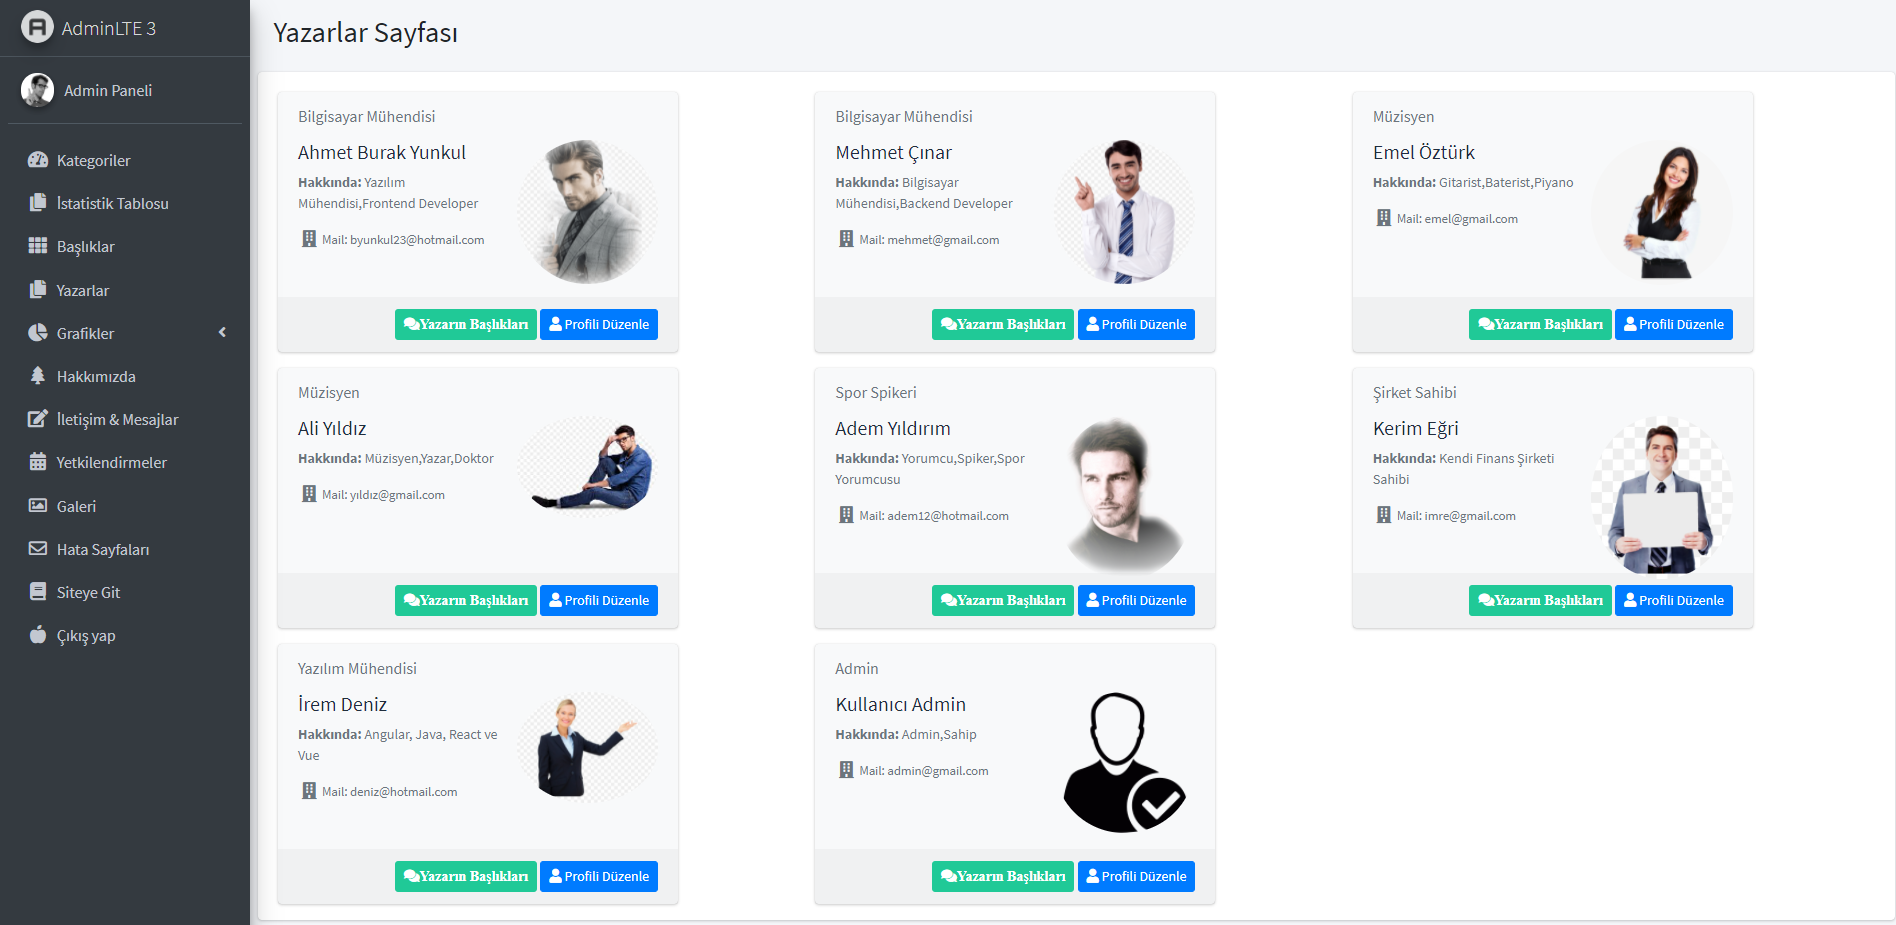 AdminLTE 3
Admin Paneli
Kategoriler
İstatistik Tablosu
Başlıklar
Yazarlar
Grafikler
Hakkımızda
İletişim & Mesajlar
Yetkilendirmeler
Galeri
Hata Sayfaları
Siteye Git
Çıkış yap
Yazarlar Sayfası
Bilgisayar Mühendisi
Ahmet Burak Yunkul
Hakkında: Yazılım
Mühendisi,Frontend Developer
Mail: byunkul23@hotmail.com
Yazarın Başlıkları Profili Düzenle
Bilgisayar Mühendisi
Mehmet Çınar
Hakkında: Bilgisayar
Mühendisi,Backend Developer
Mail: mehmet@gmail.com
Yazarın Başlıkları Profili Düzenle
Müzisyen
Emel Öztürk
Hakkında: Gitarist,Baterist,Piyano
Mail: emel@gmail.com
Yazarın Başlıkları Profili Düzenle
Müzisyen
Ali Yıldız
Hakkında: Müzisyen,Yazar,Doktor
Mail: yıldız@gmail.com
Yazarın Başlıkları Profili Düzenle
Spor Spikeri
Adem Yıldırım
Hakkında: Yorumcu,Spiker,Spor
Yorumcusu
Mail: adem12@hotmail.com
Yazarın Başlıkları Profili Düzenle
Şirket Sahibi
Kerim Eğri
Hakkında: Kendi Finans Şirketi
Sahibi
Mail: imre@gmail.com
Yazarın Başlıkları Profili Düzenle
Yazılım Mühendisi
İrem Deniz
Hakkında: Angular, Java, React ve
Vue
Mail: deniz@hotmail.com
Yazarın Başlıkları Profili Düzenle
Admin
Kullanıcı Admin
Hakkında: Admin,Sahip
Mail: admin@gmail.com
Yazarın Başlıkları Profili Düzenle